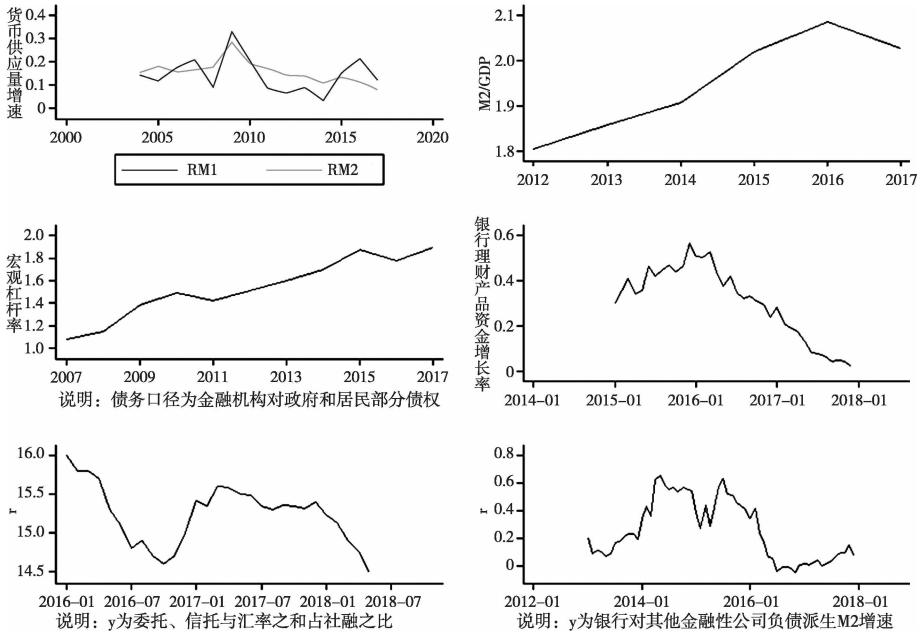 货币供应量增速
0.4
0.3
0.2
0.1
0
2000 2005 2010 2015 2020
RM1 RM2
M2/GDP
2.1
2.0
1.9
1.8
2012 2013 2014 2015 2016 2017
宏观杠杆率
2.0
1.8
1.6
1.4
1.2
1.0
2007 2009 2011 2013 2015 2017
说明：债务口径为金融机构对政府和居民部分债权
银行理财产品资金增长率
0.6
0.4
0.2
0
2014-01 2015-01 2016-01 2017-01 2018-01
r
16.0
15.5
15.0
14.5
2016-01 2016-07 2017-01 2017-07 2018-01 2018-07
说明：y为委托、信托与汇率之和占社融之比
r
0.8
0.6
0.4
0.2
0
2012-01 2014-01 2016-01 2018-01
说明：y为银行对其他金融性公司负债派生M2增速